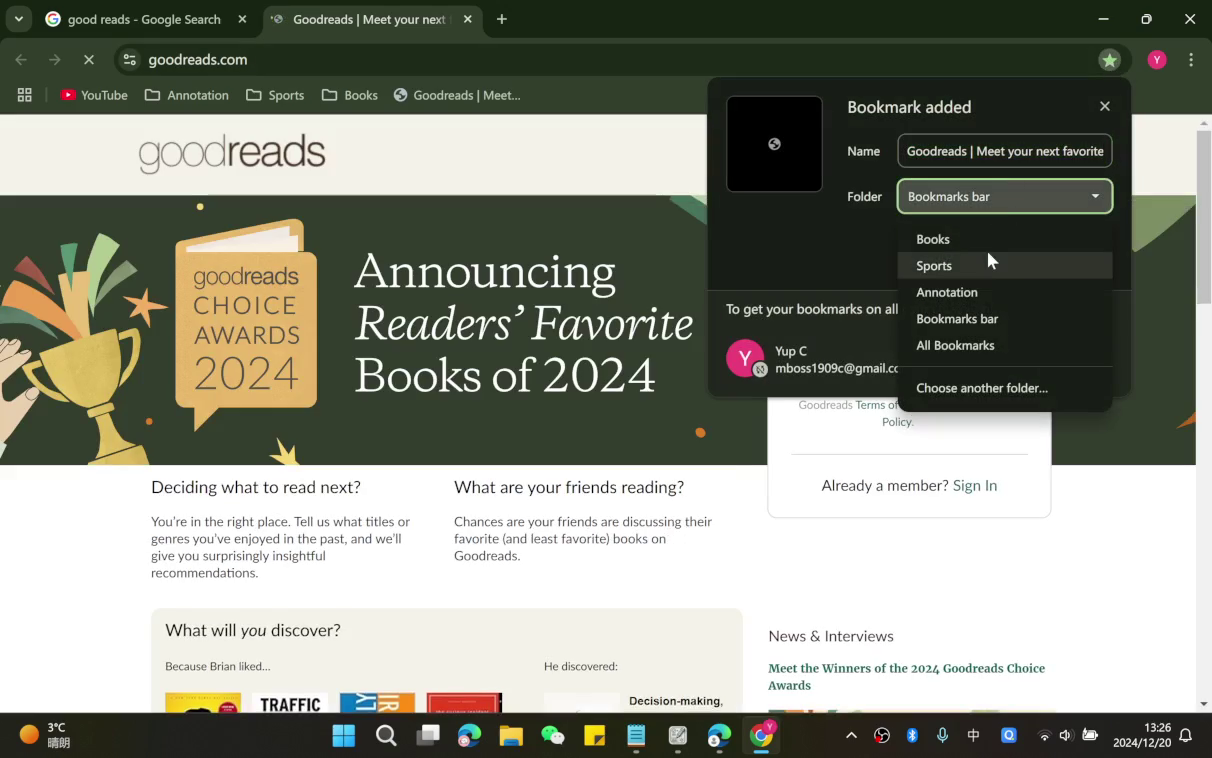 goodreads - Google Search
Goodreads | Meet your next
goodreads.com
Y
YouTube
Annotation
Sports
Books
Goodreads | Meet...
Bookmark added
Name
Goodreads | Meet your next favorite
Folder
Bookmarks bar
Books
Sports
Annotation
Bookmarks bar
All Bookmarks
Choose another folder...
To get your bookmarks on all
Y
Yup C
mboss1909c@gmail.cc
goodreads
goodreads
CHOICE
AWARDS
2024
Announcing
Readers' Favorite
Books of 2024
Goodreads Terms of
Policy.
Already a member? Sign In
Deciding what to read next?
You're in the right place. Tell us what titles or
genres you've enjoyed in the past, and we'll
give you surprisingly insightful
recommendations.
What are your friends reading?
Chances are your friends are discussing their
favorite (and least favorite) books on
Goodreads.
What will you discover?
Because Brian liked...
He discovered:
TRAFFIC
Decision-making,
News & Interviews
Meet the Winners of the 2024 Goodreads Choice
Awards
3°C
晴朗
中
13:26
2024/12/20